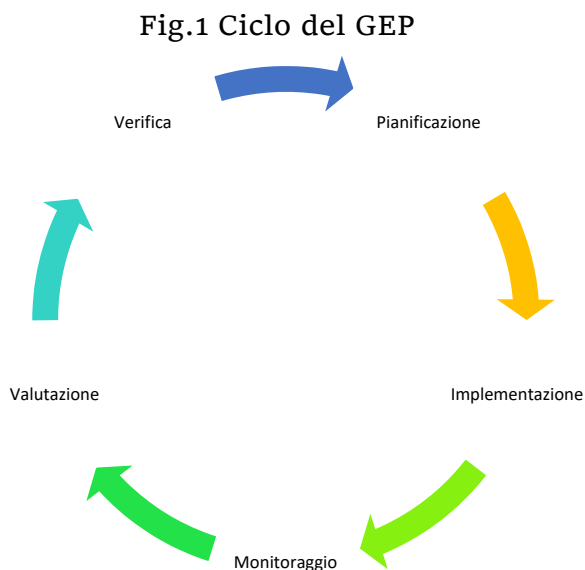 Fig.1 Ciclo del GEP
Verifica
Pianificazione
Valutazione
Implementazione
Monitoraggio